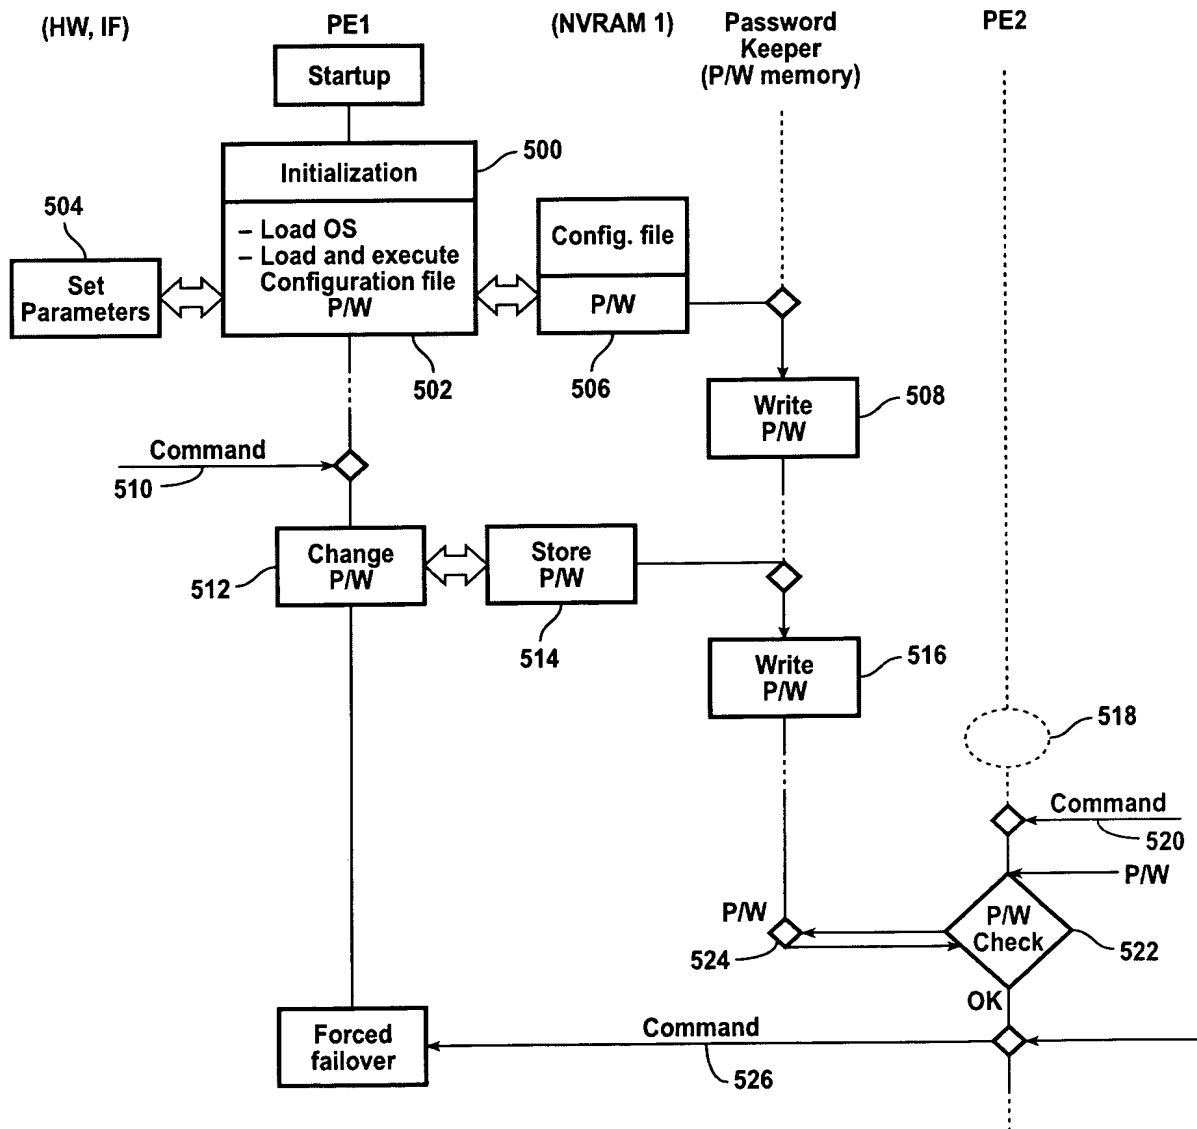 (HW, IF)
PE1
(NVRAM 1)
Password
Keeper
(P/W memory)
PE2
Startup
500
Initialization
504
– Load OS
– Load and execute
Configuration file
P/W
Config. file
Set
Parameters
P/W
502
506
508
Write
P/W
Command
510
Change
P/W
512
Store
P/W
514
516
Write
P/W
518
Command
520
P/W
P/W
P/W
Check
522
524
OK
Forced
failover
Command
526